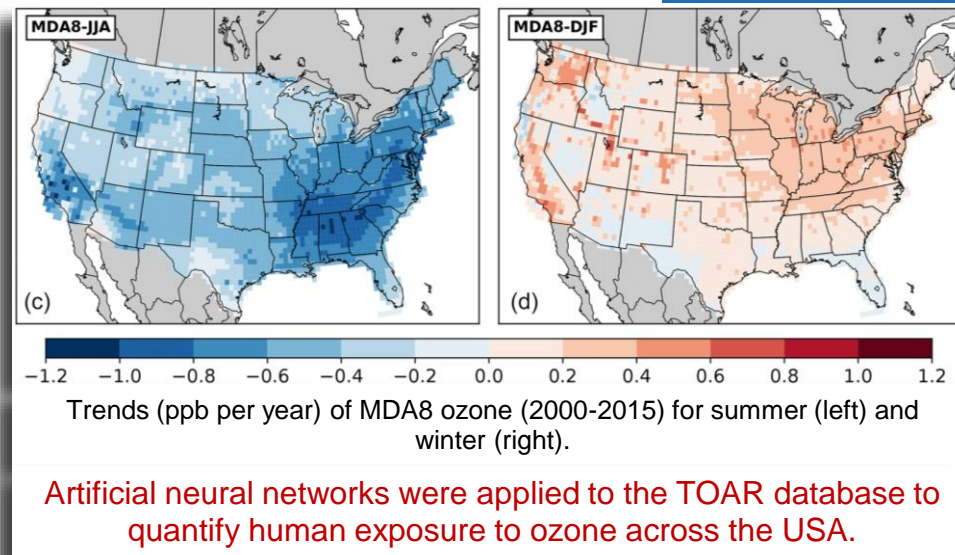 MDA8-JJA
MDA8-DJF
(c)
(d)
−1.2 −1.0 −0.8 −0.6 −0.4 −0.2 0.0 0.2 0.4 0.6 0.8 1.0 1.2
Trends (ppb per year) of MDA8 ozone (2000-2015) for summer (left) and
winter (right).
Artificial neural networks were applied to the TOAR database to
quantify human exposure to ozone across the USA.